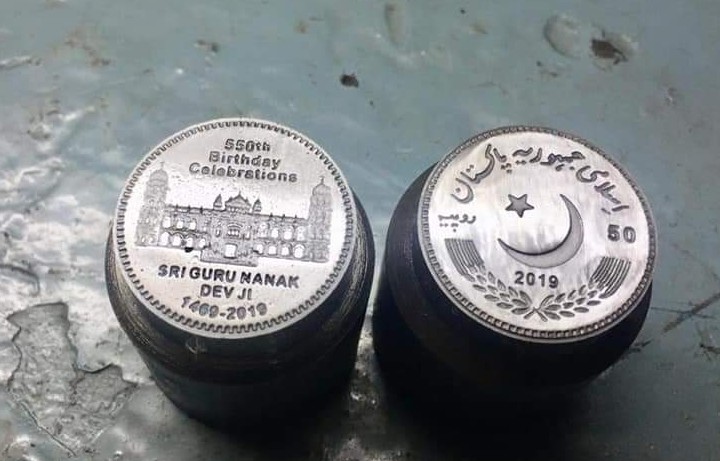 550th
Birthday
Celebrations
SRI GURU NANAK
DEV JI
1469-2019
اسلامی جمہوریہ پاکستان
روپیہ
50
2019